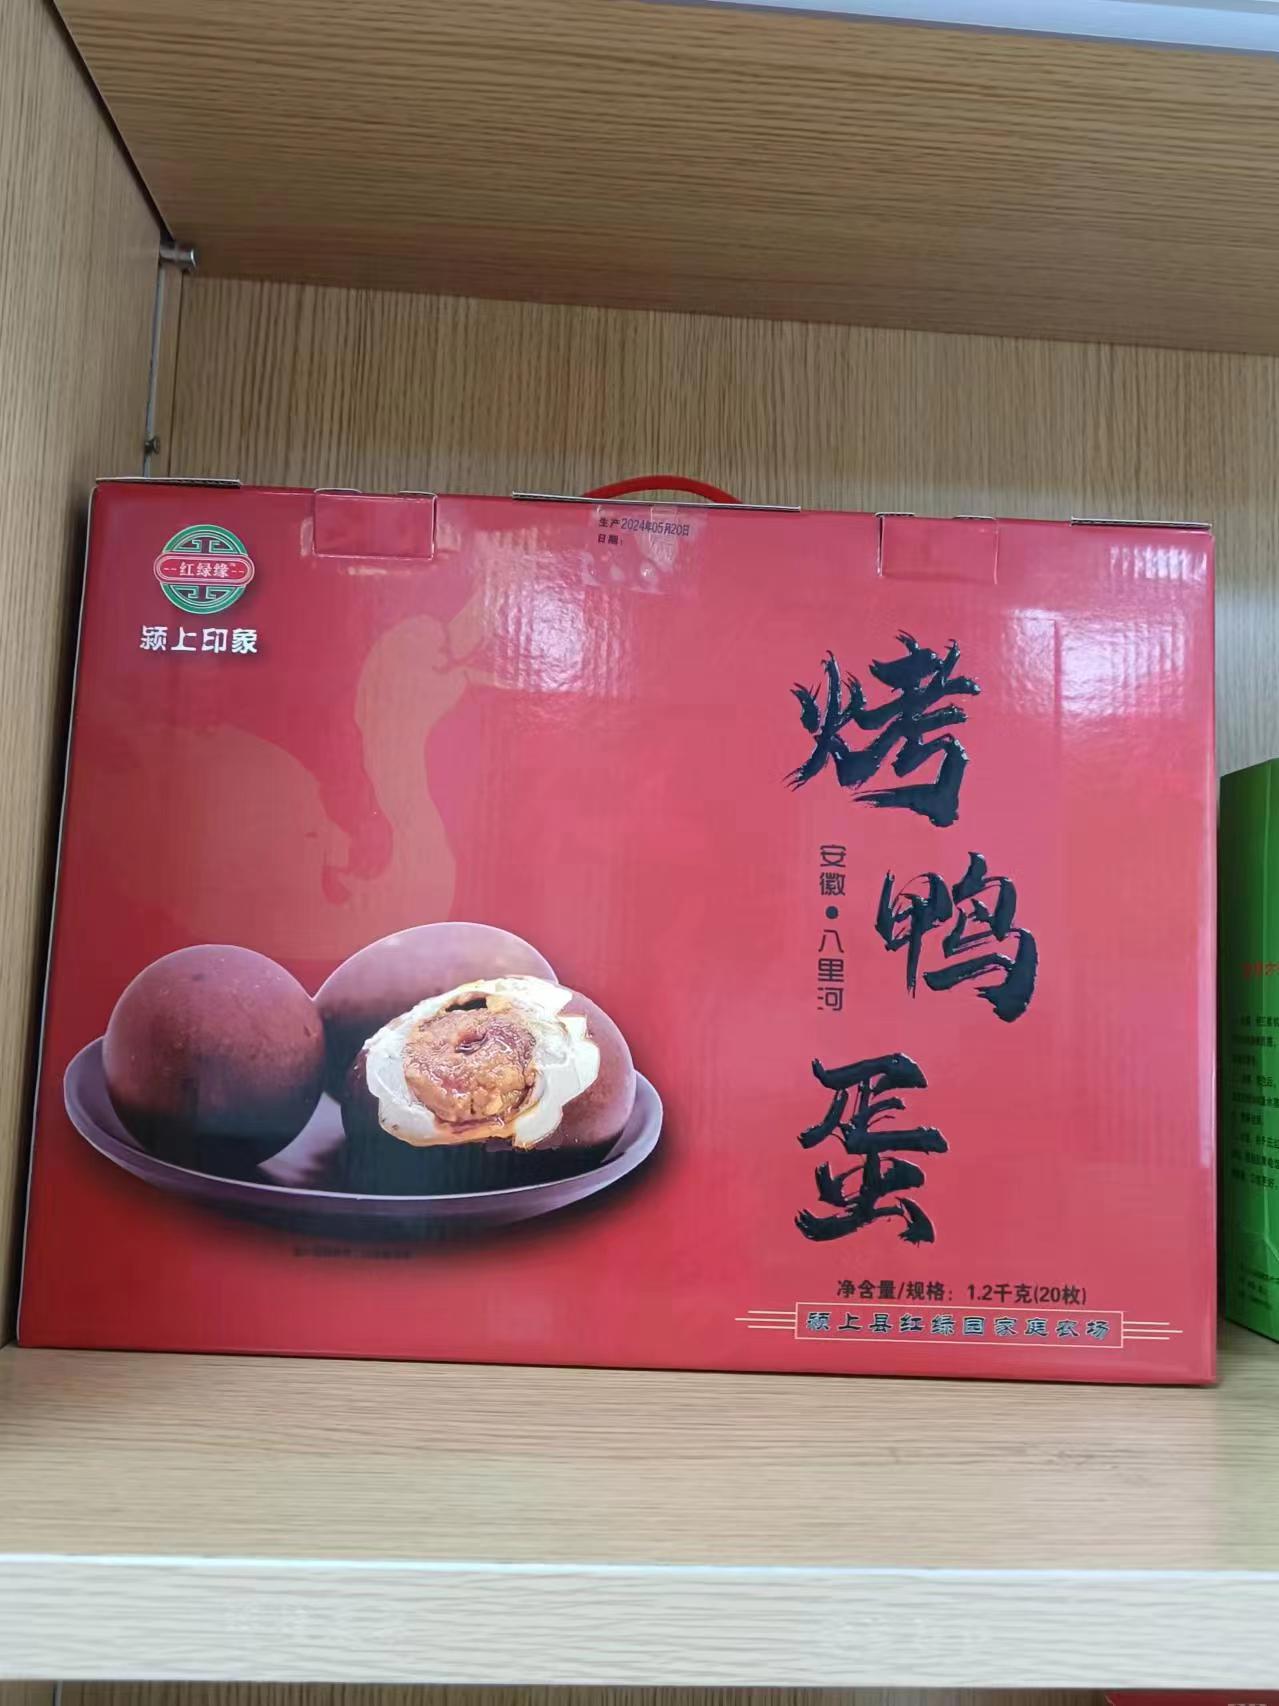 生产2024年05月20日
日期:
红绿缘
颍上印象
烤鸭蛋
安徽·八里河
净含量/规格: 1.2千克(20枚)
颍上县红绿园家庭农场